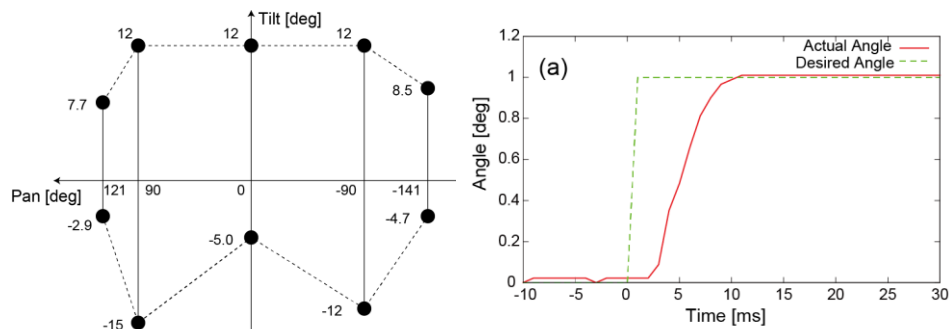 Tilt [deg]
12 12 12
7.7 8.5
Pan [deg] 121 90 0 -90 -141
-2.9 -5.0 -4.7
-15 -12
(a)
Actual Angle
Desired Angle
Angle [deg]
1.2
1
0.8
0.6
0.4
0.2
0
-10 -5 0 5 10 15 20 25 30
Time [ms]